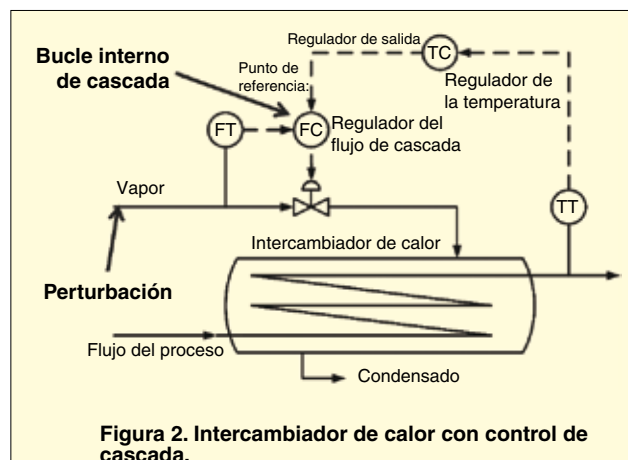 Regulador de salida
TC
Bucle interno
de cascada
Punto de
referencia:
Regulador de
la temperatura
FT
FC
Regulador del
flujo de cascada
Vapor
TT
Intercambiador de calor
Perturbación
Flujo del proceso
Condensado
Figura 2. Intercambiador de calor con control de
cascada.